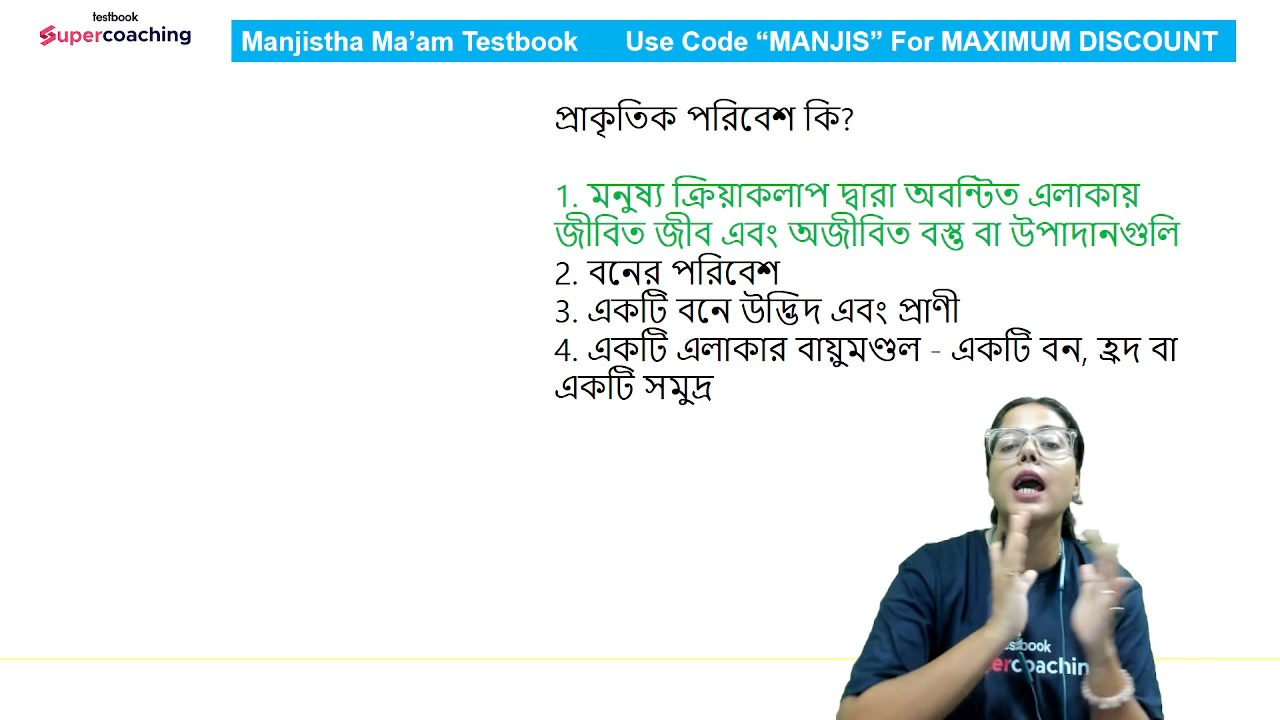 testbook
Supercoaching
Manjistha Ma’am Testbook Use Code “MANJIS” For MAXIMUM DISCOUNT
প্রাকৃতিক পরিবেশ কি?
1. মনুষ্য ক্রিয়াকলাপ দ্বারা অবন্টিত এলাকায়
জীবিত জীব এবং অজীবিত বস্তু বা উপাদানগুলি
2. বনের পরিবেশ
3. একটি বনে উদ্ভিদ এবং প্রাণী
4. একটি এলাকার বায়ুমণ্ডল - একটি বন, হ্রদ বা
একটি সমুদ্র